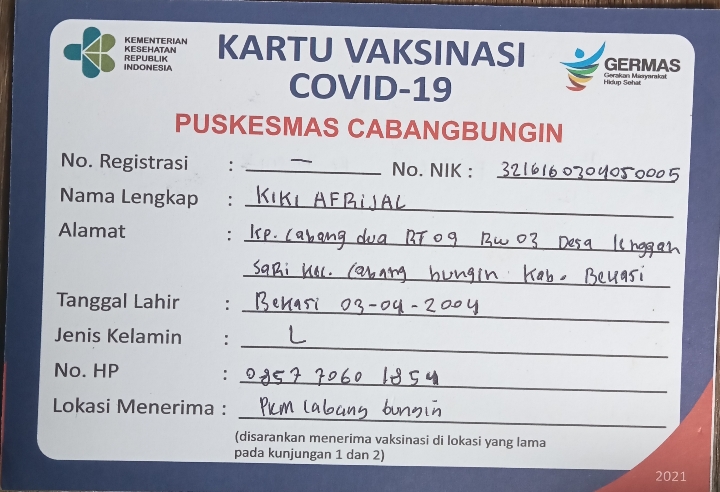 KEMENTERIAN
KESEHATAN
REPUBLIK
INDONESIA
KARTU VAKSINASI
COVID-19
GERMAS
Gerakan Masyarakat
Hidup Sehat
PUSKESMAS CABANGBUNGIN
No. Registrasi : — No. NIK : 3216160304050005
Nama Lengkap : KIKI AFRIJAL
Alamat : KP. Cabang dua RT 09 RW 03 Desa lenggah
Sari Kec. Cabang bungin Kab. Bekasi
Tanggal Lahir : Bekasi 03-04-2004
Jenis Kelamin : L
No. HP : 0857 7060 1854
Lokasi Menerima : PKM Cabang bungin
(disarankan menerima vaksinasi di lokasi yang lama
pada kunjungan 1 dan 2)
2021